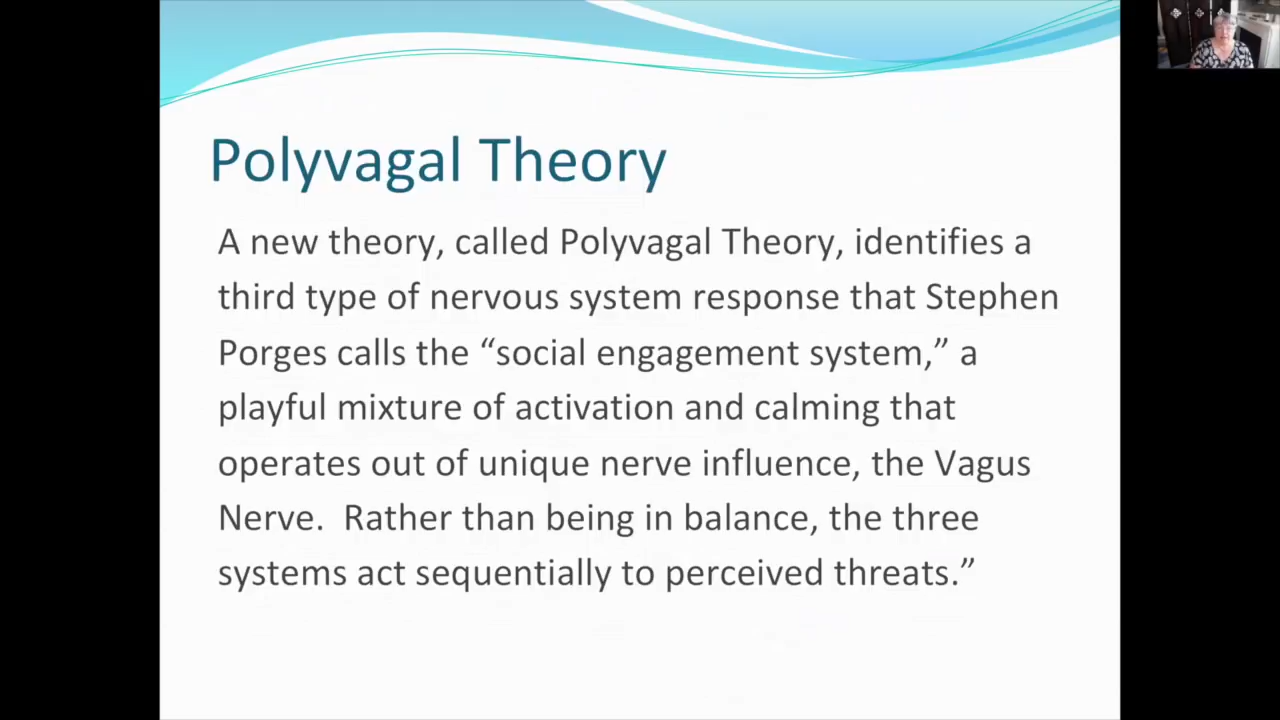 Polyvagal Theory
A new theory, called Polyvagal Theory, identifies a
third type of nervous system response that Stephen
Porges calls the “social engagement system,” a
playful mixture of activation and calming that
operates out of unique nerve influence, the Vagus
Nerve.  Rather than being in balance, the three
systems act sequentially to perceived threats.”